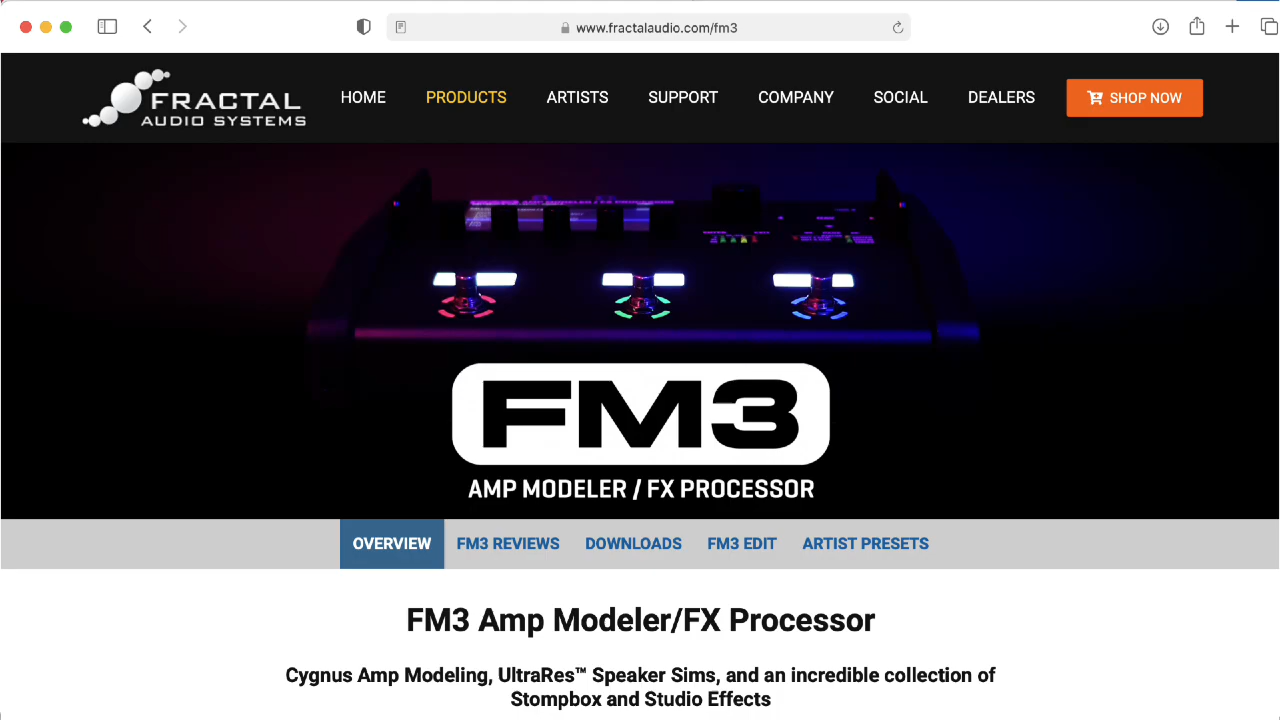 www.fractalaudio.com/fm3
FRACTAL
AUDIO SYSTEMS
HOME PRODUCTS ARTISTS SUPPORT COMPANY SOCIAL DEALERS SHOP NOW
FM3
AMP MODELER / FX PROCESSOR
OVERVIEW FM3 REVIEWS DOWNLOADS FM3 EDIT ARTIST PRESETS
FM3 Amp Modeler/FX Processor
Cygnus Amp Modeling, UltraRes™ Speaker Sims, and an incredible collection of
Stompbox and Studio Effects